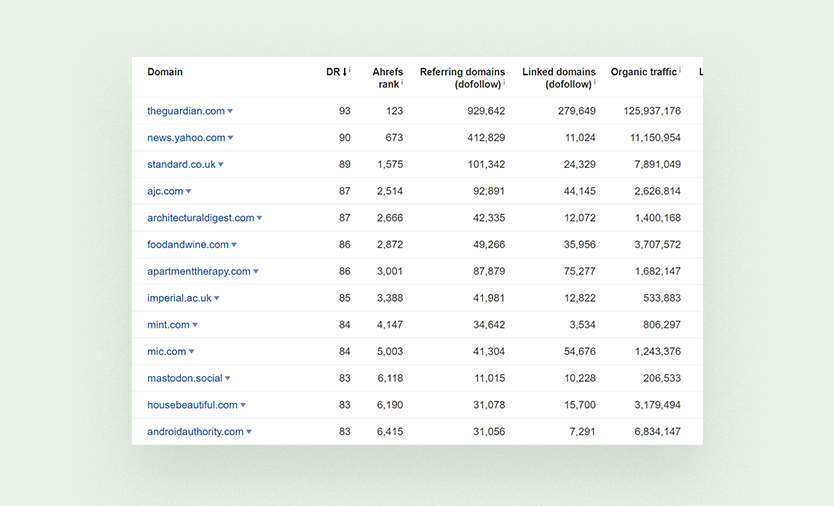 Domain DR Ahrefs rank Referring domains (dofollow) Linked domains (dofollow) Organic traffic L
theguardian.com 93 123 929,642 279,649 125,937,176
news.yahoo.com 90 673 412,829 11,024 11,150,954
standard.co.uk 89 1,575 101,342 24,329 7,891,049
ajc.com 87 2,514 92,891 44,145 2,626,814
architecturaldigest.com 87 2,666 42,335 12,072 1,400,168
foodandwine.com 86 2,872 49,266 35,956 3,707,572
apartmenttherapy.com 86 3,001 87,879 75,277 1,682,147
imperial.ac.uk 85 3,388 41,981 12,822 533,883
mint.com 84 4,147 34,642 3,534 806,297
mic.com 84 5,003 41,304 54,676 1,243,376
mastodon.social 83 6,118 11,015 10,228 206,533
housebeautiful.com 83 6,190 31,078 15,700 3,179,494
androidauthority.com 83 6,415 31,056 7,291 6,834,147